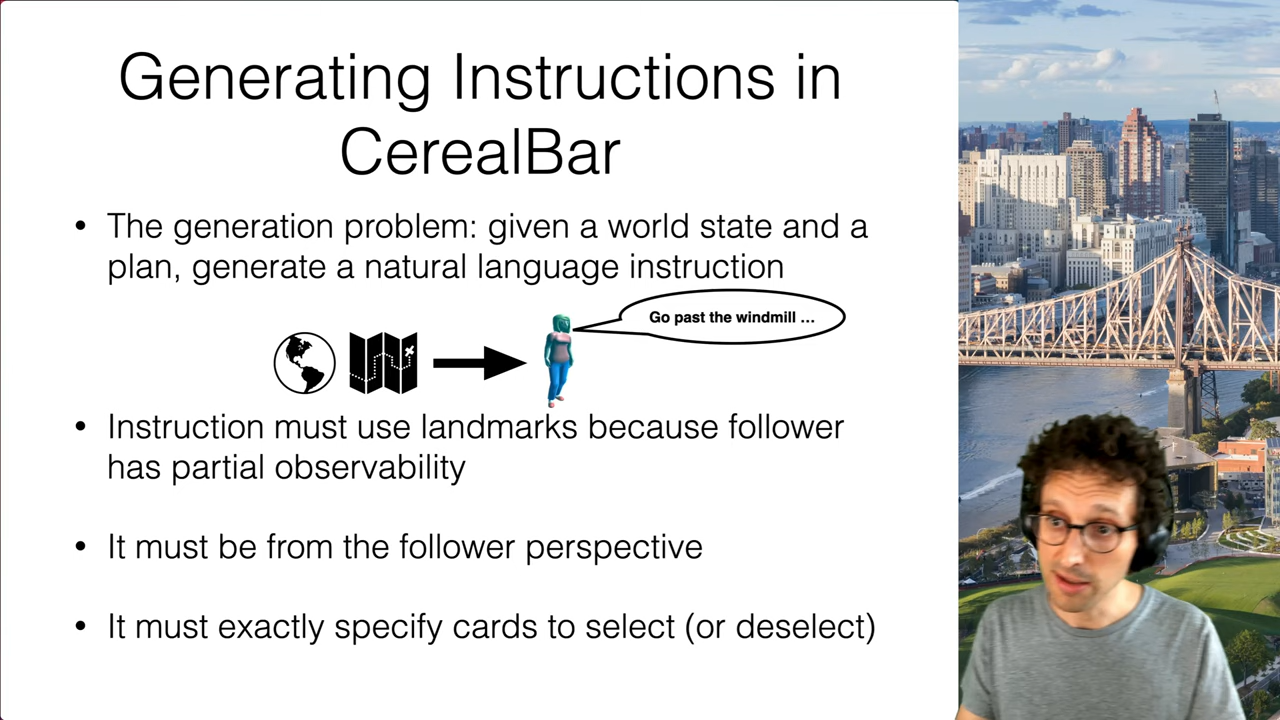 Generating Instructions in
CerealBar
• The generation problem: given a world state and a
plan, generate a natural language instruction
Go past the windmill ...
• Instruction must use landmarks because follower
has partial observability
• It must be from the follower perspective
• It must exactly specify cards to select (or deselect)